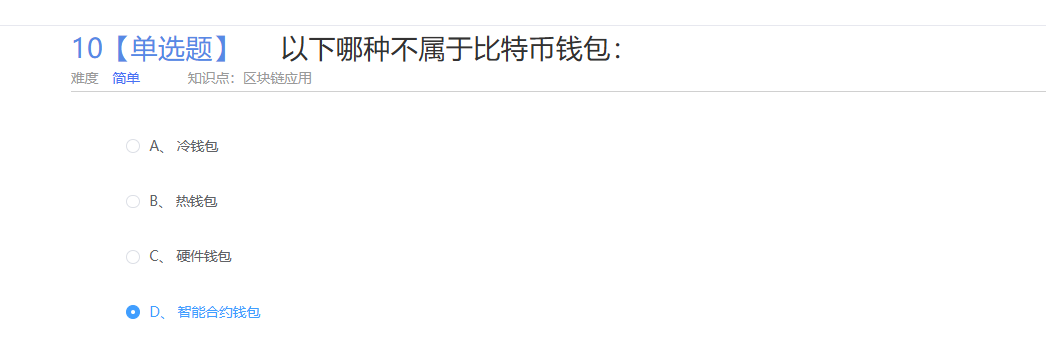 10【单选题】 以下哪种不属于比特币钱包：
难度 简单 知识点：区块链应用
A、 冷钱包
B、 热钱包
C、 硬件钱包
D、 智能合约钱包